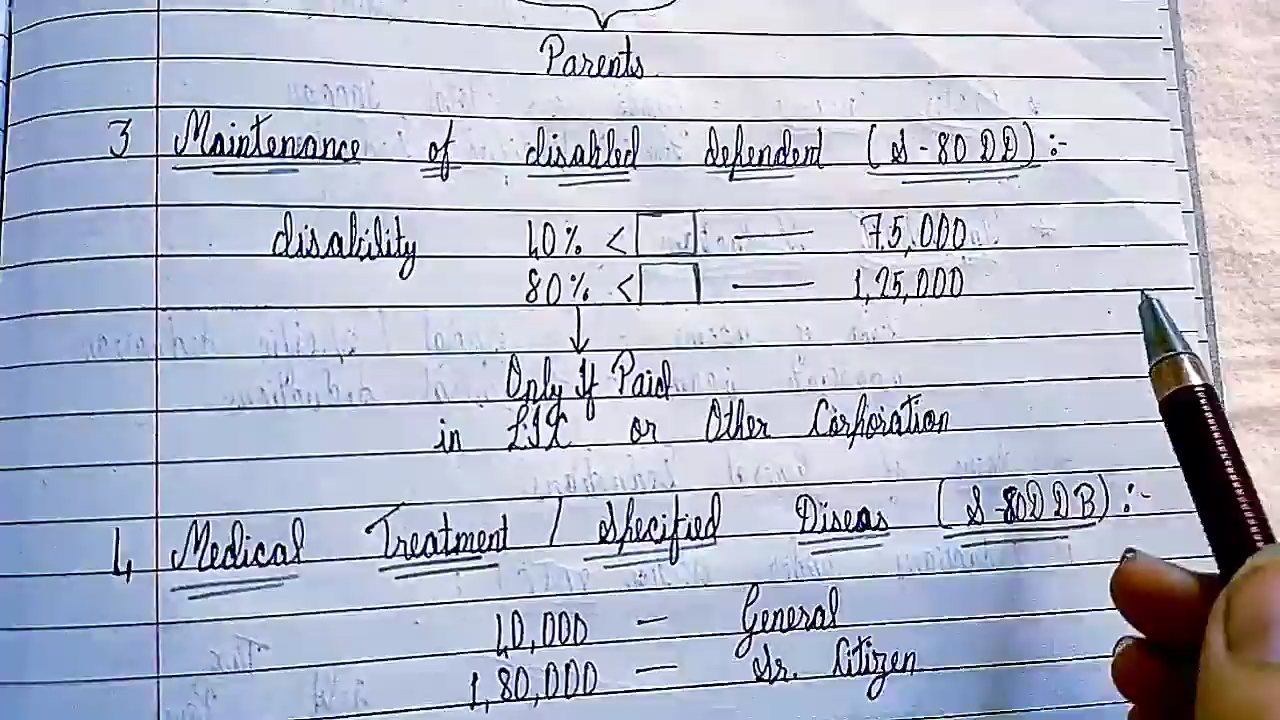 Parents
3 Maintenance of disabled dependent (S-80DD):-
disability 40% < 75,000
80% < 1,25,000
Only If Paid
in LIC or Other Corporation
4 Medical Treatment / Specified Diseas (S-80DDB):-
40,000 - General
1,80,000 - Sr. Citizen